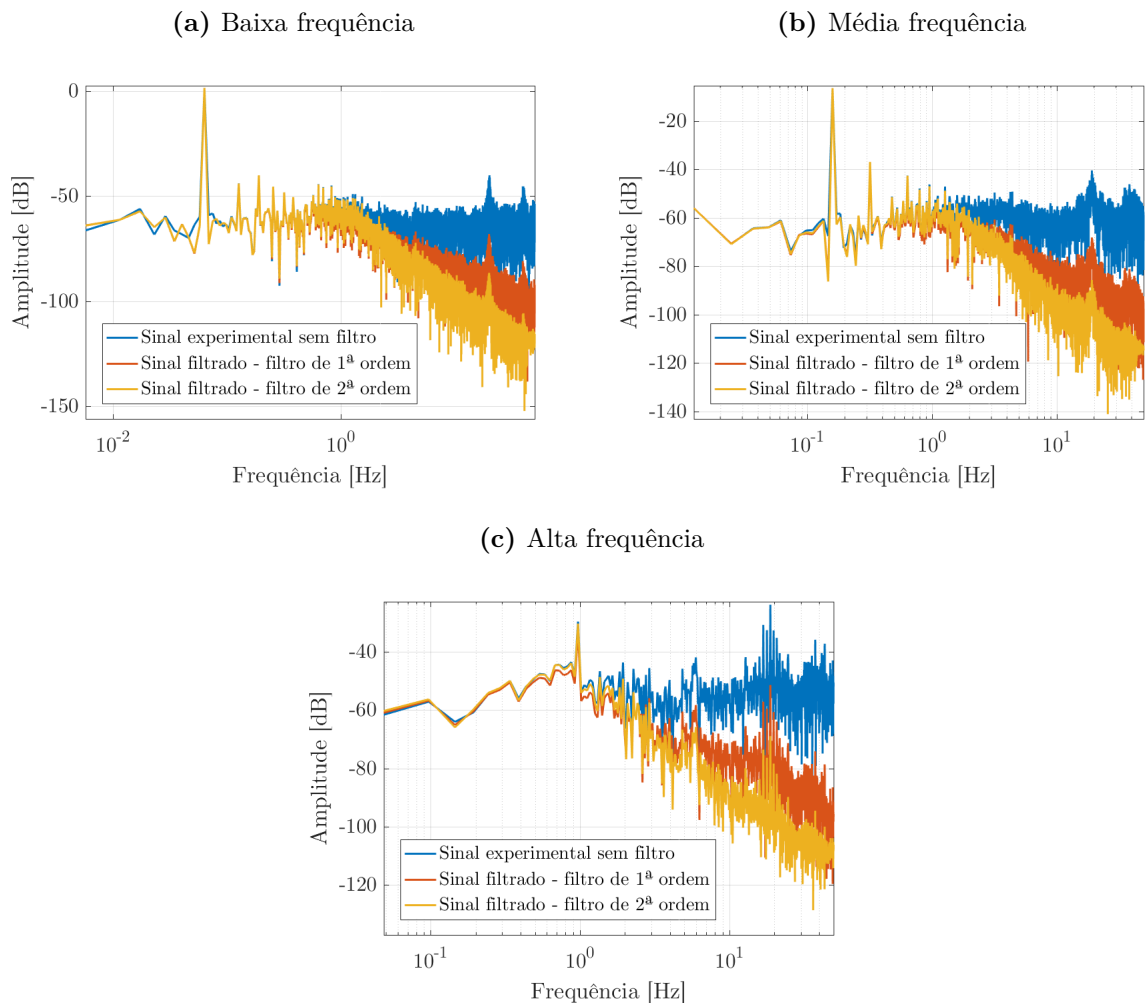 (a) Baixa frequência
(b) Média frequência
0
-50
-100
-150
Amplitude [dB]
Sinal experimental sem filtro
Sinal filtrado - filtro de 1ª ordem
Sinal filtrado - filtro de 2ª ordem
10^-2
10^0
Frequência [Hz]
-20
-40
-60
-80
-100
-120
-140
Amplitude [dB]
Sinal experimental sem filtro
Sinal filtrado - filtro de 1ª ordem
Sinal filtrado - filtro de 2ª ordem
10^-1
10^0
10^1
Frequência [Hz]
(c) Alta frequência
-40
-60
-80
-100
-120
Amplitude [dB]
Sinal experimental sem filtro
Sinal filtrado - filtro de 1ª ordem
Sinal filtrado - filtro de 2ª ordem
10^-1
10^0
10^1
Frequência [Hz]